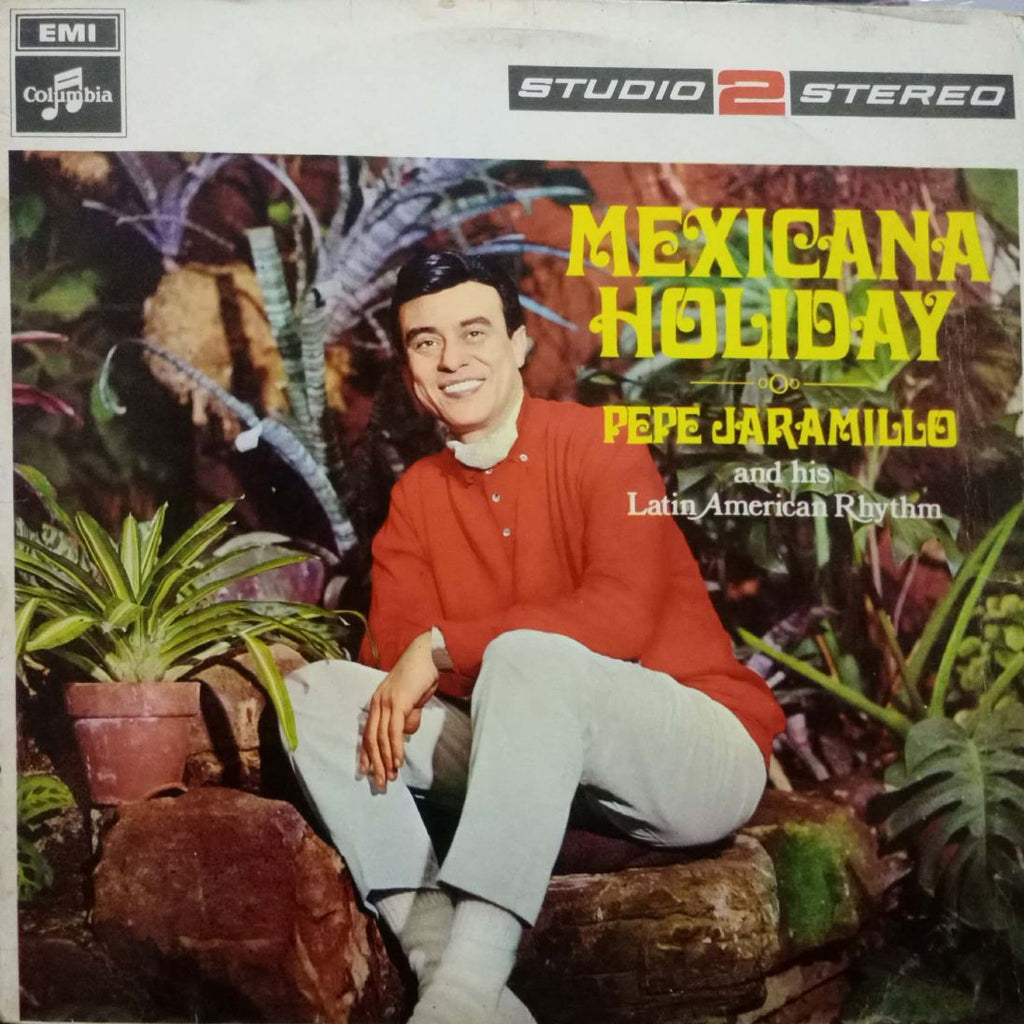 EMI
Columbia
STUDIO 2 STEREO
MEXICANA
HOLIDAY
PEPE JARAMILLO
and his
Latin American Rhythm